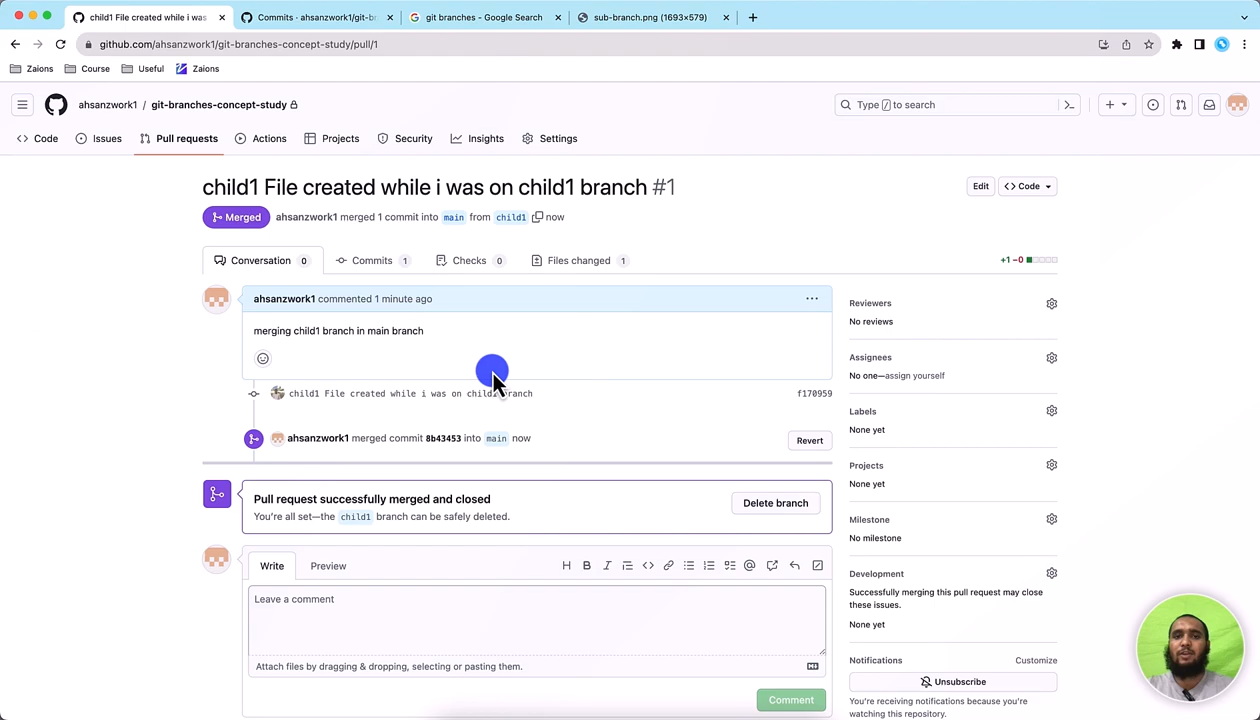 child1 File created while i was
Commits · ahsanzwork1/git-br
git branches - Google Search
sub-branch.png (1693×579)
github.com/ahsanzwork1/git-branches-concept-study/pull/1
Zaions
Course
Useful
Zaions
ahsanzwork1 / git-branches-concept-study
Type / to search
Code
Issues
Pull requests
Actions
Projects
Security
Insights
Settings
child1 File created while i was on child1 branch #1
Edit
<> Code
Merged
ahsanzwork1 merged 1 commit into main from child1 now
Conversation 0
Commits 1
Checks 0
Files changed 1
+1 −0
ahsanzwork1 commented 1 minute ago
merging child1 branch in main branch
child1 File created while i was on child1 branch
f170959
ahsanzwork1 merged commit 8b43453 into main now
Revert
Pull request successfully merged and closed
You're all set—the child1 branch can be safely deleted.
Delete branch
Write
Preview
Leave a comment
Attach files by dragging & dropping, selecting or pasting them.
Comment
Reviewers
No reviews
Assignees
No one—assign yourself
Labels
None yet
Projects
None yet
Milestone
No milestone
Development
Successfully merging this pull request may close
these issues.
None yet
Notifications
Customize
Unsubscribe
You're receiving notifications because you're
watching this repository.